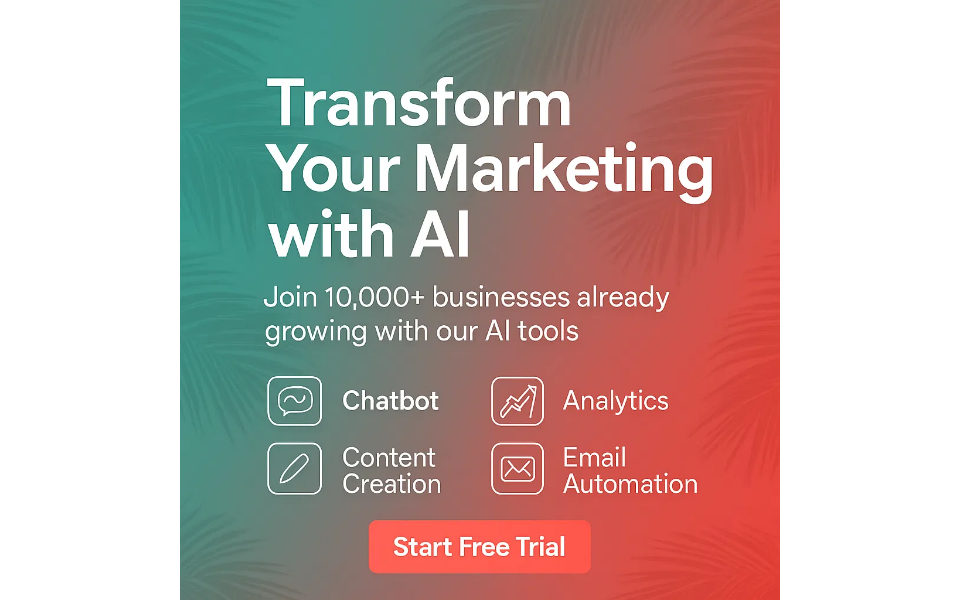 Transform
Your Marketing
with AI
Join 10,000+ businesses already
growing with our AI tools
Chatbot
Analytics
Content
Creation
Email
Automation
Start Free Trial